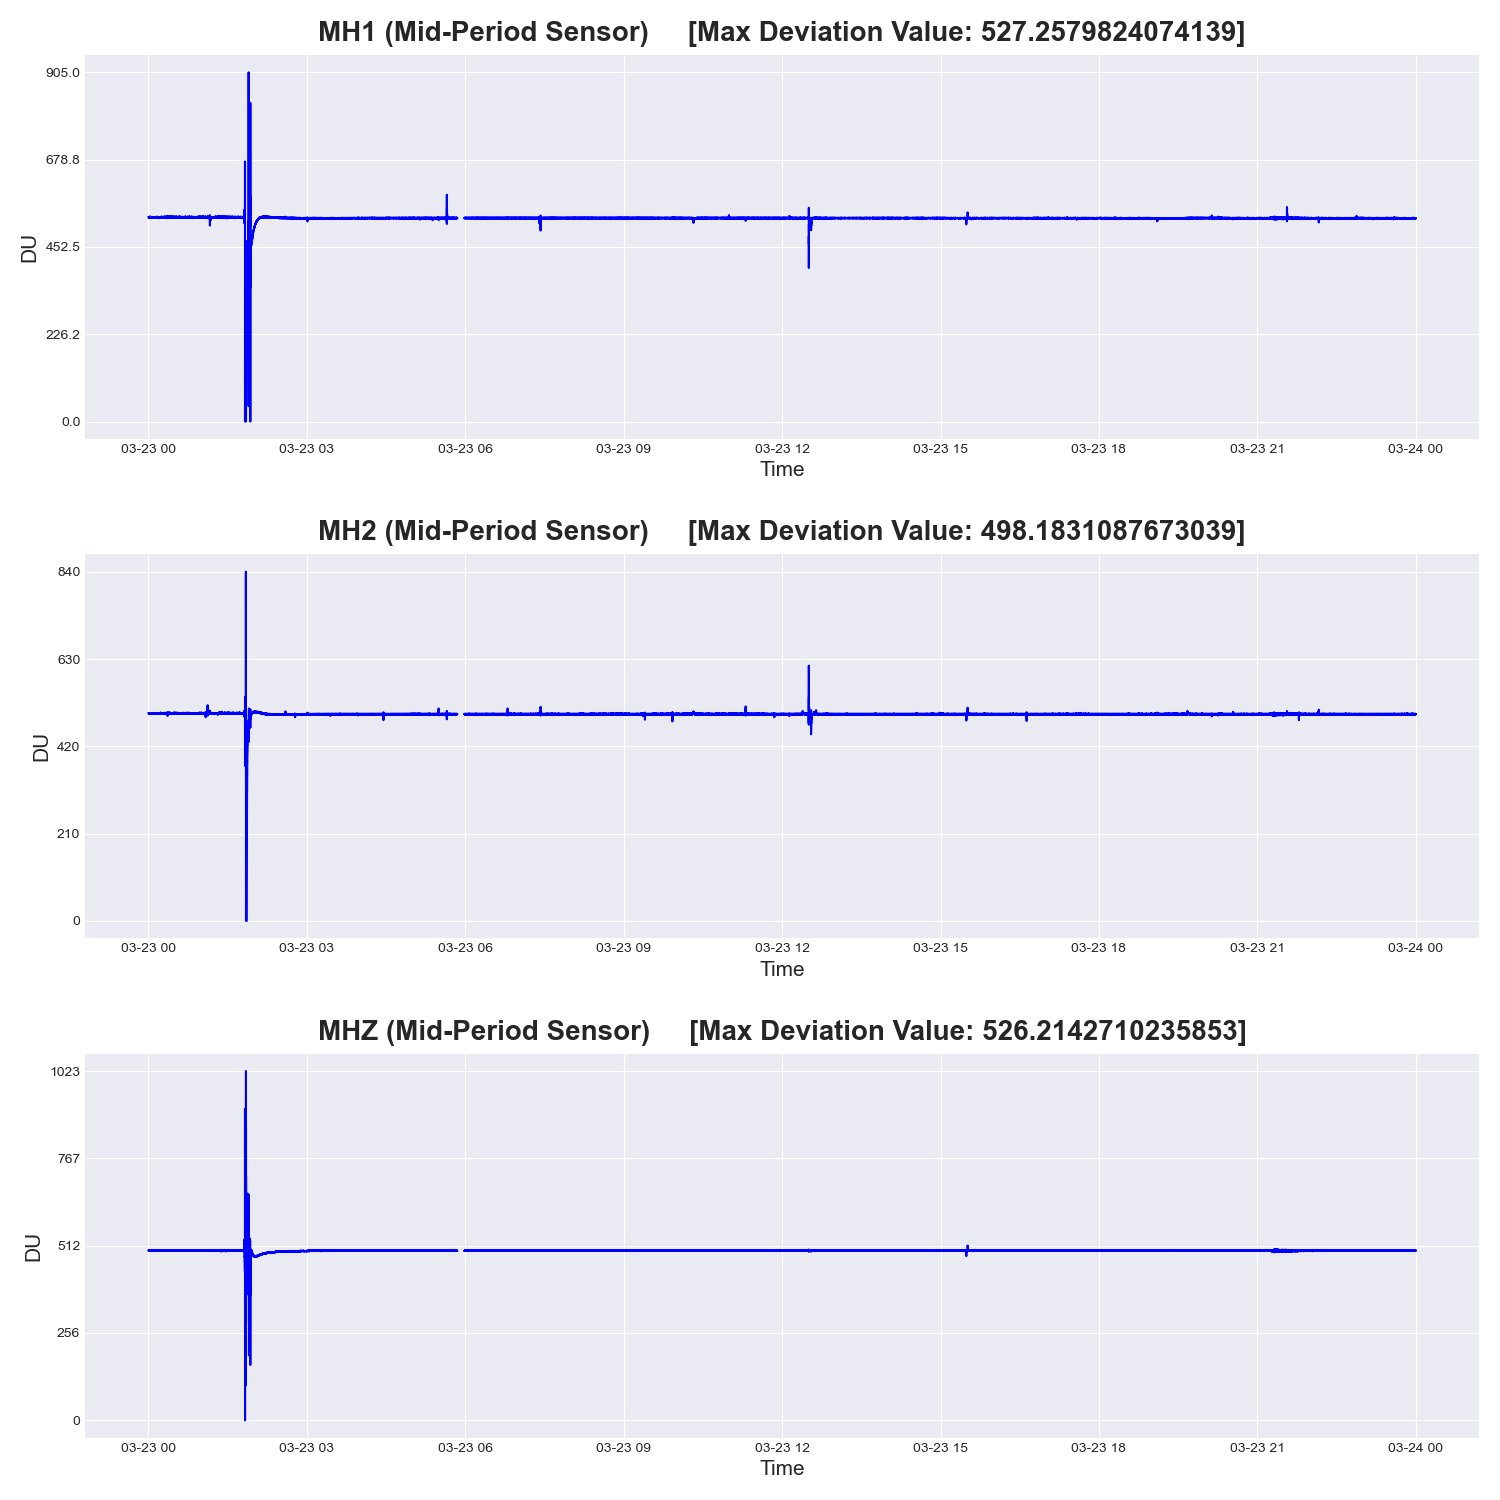 MH1 (Mid-Period Sensor) [Max Deviation Value: 527.2579824074139]
905.0
678.8
452.5
226.2
0.0
DU
03-23 00 03-23 03 03-23 06 03-23 09 03-23 12 03-23 15 03-23 18 03-23 21 03-24 00
Time
MH2 (Mid-Period Sensor) [Max Deviation Value: 498.1831087673039]
840
630
420
210
0
DU
03-23 00 03-23 03 03-23 06 03-23 09 03-23 12 03-23 15 03-23 18 03-23 21 03-24 00
Time
MHZ (Mid-Period Sensor) [Max Deviation Value: 526.2142710235853]
1023
767
512
256
0
DU
03-23 00 03-23 03 03-23 06 03-23 09 03-23 12 03-23 15 03-23 18 03-23 21 03-24 00
Time